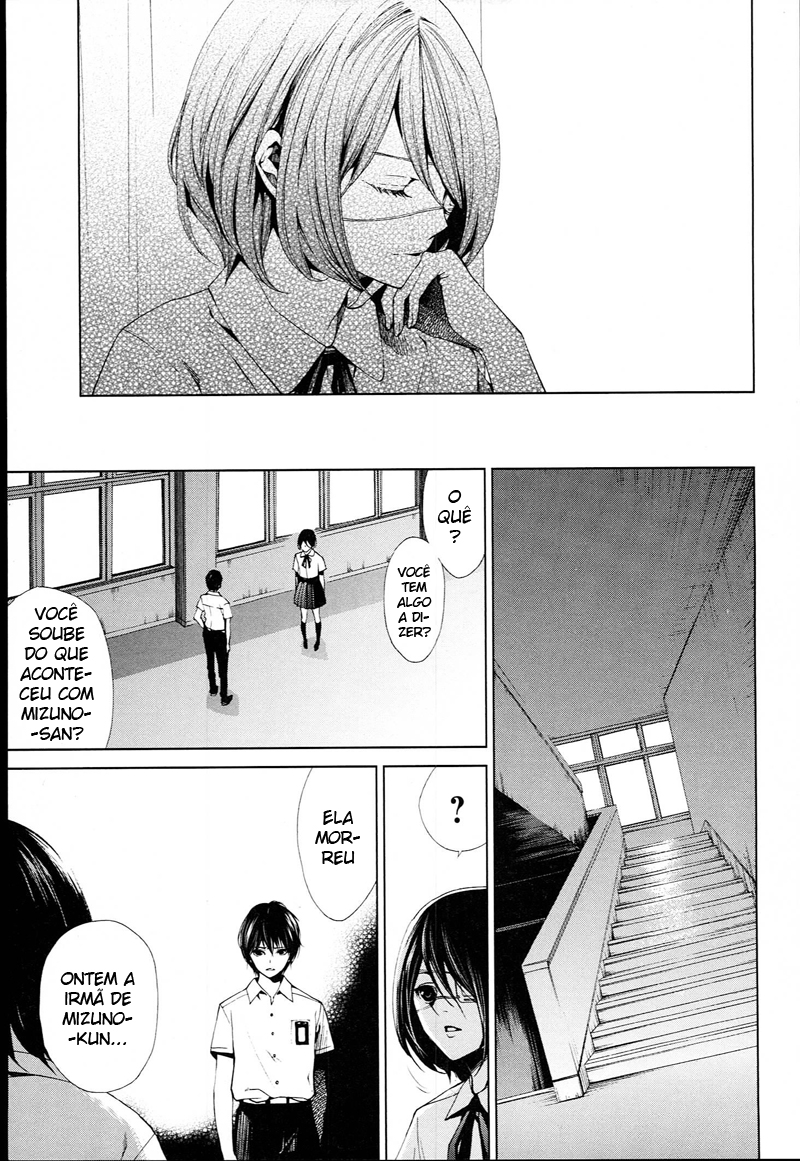 O
QUÊ
?
VOCÊ
TEM
ALGO
A DI-
ZER?
VOCÊ
SOUBE
DO QUE
ACONTE-
CEU COM
MIZUNO-
-SAN?
?
ELA
MOR-
REU
ONTEM A
IRMÃ DE
MIZUNO-
KUN...